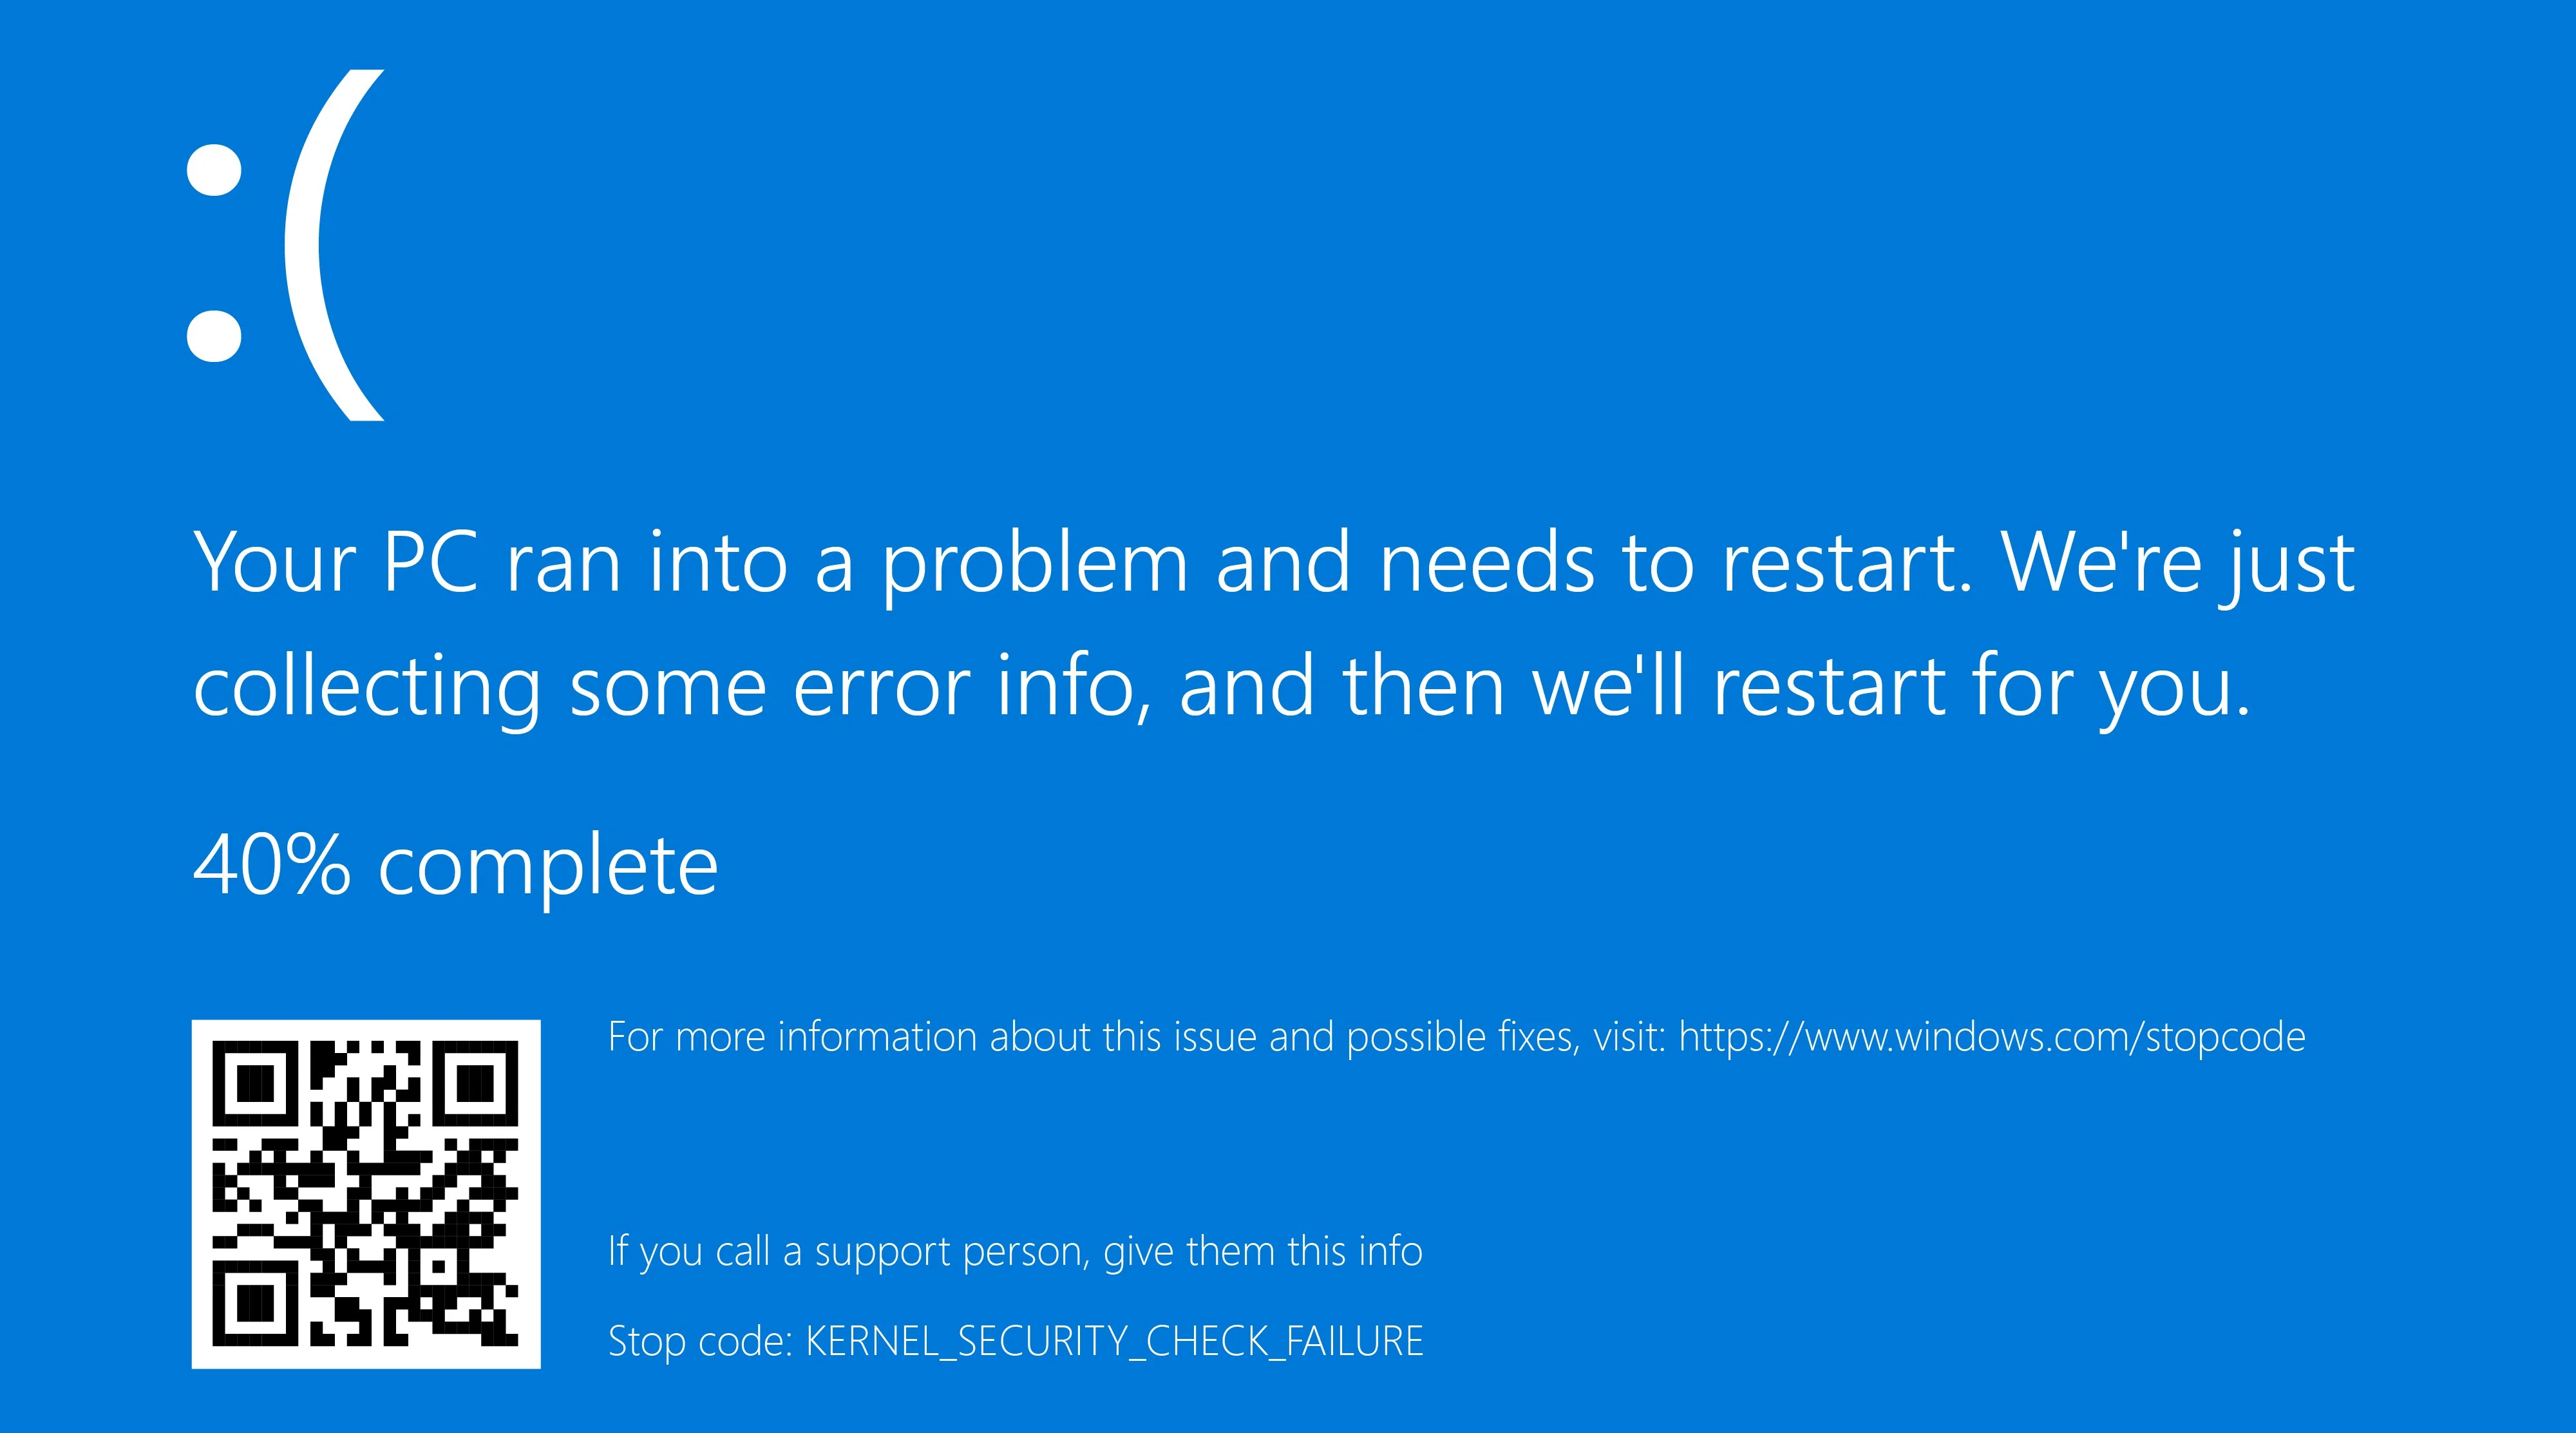 :(
Your PC ran into a problem and needs to restart. We're just
collecting some error info, and then we'll restart for you.
40% complete
For more information about this issue and possible fixes, visit: https://www.windows.com/stopcode
If you call a support person, give them this info
Stop code: KERNEL_SECURITY_CHECK_FAILURE